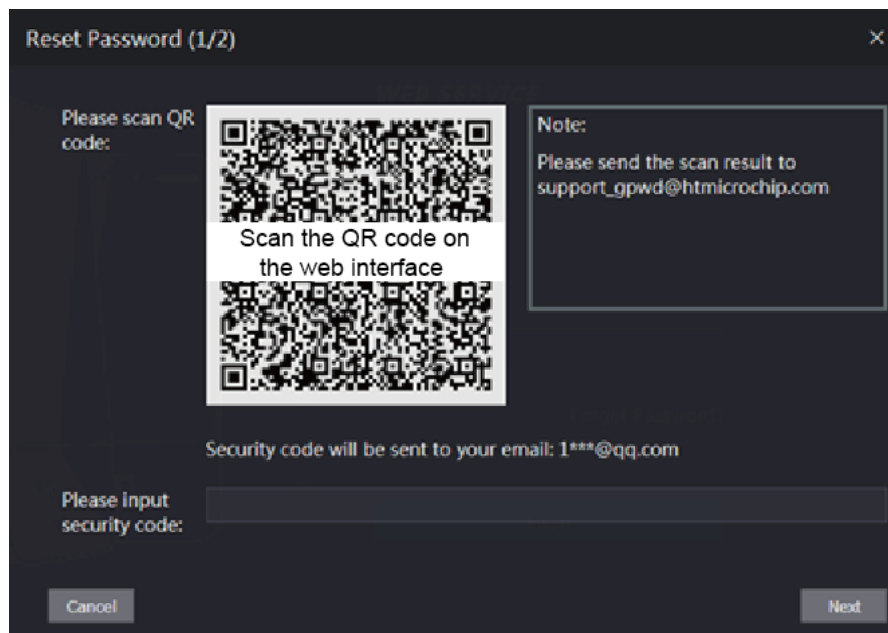 Reset Password (1/2)
Please scan QR
code:
Scan the QR code on
the web interface
Note:
Please send the scan result to
support_gpwd@htmicrochip.com
Security code will be sent to your email: 1***@qq.com
Please input
security code:
Cancel
Next